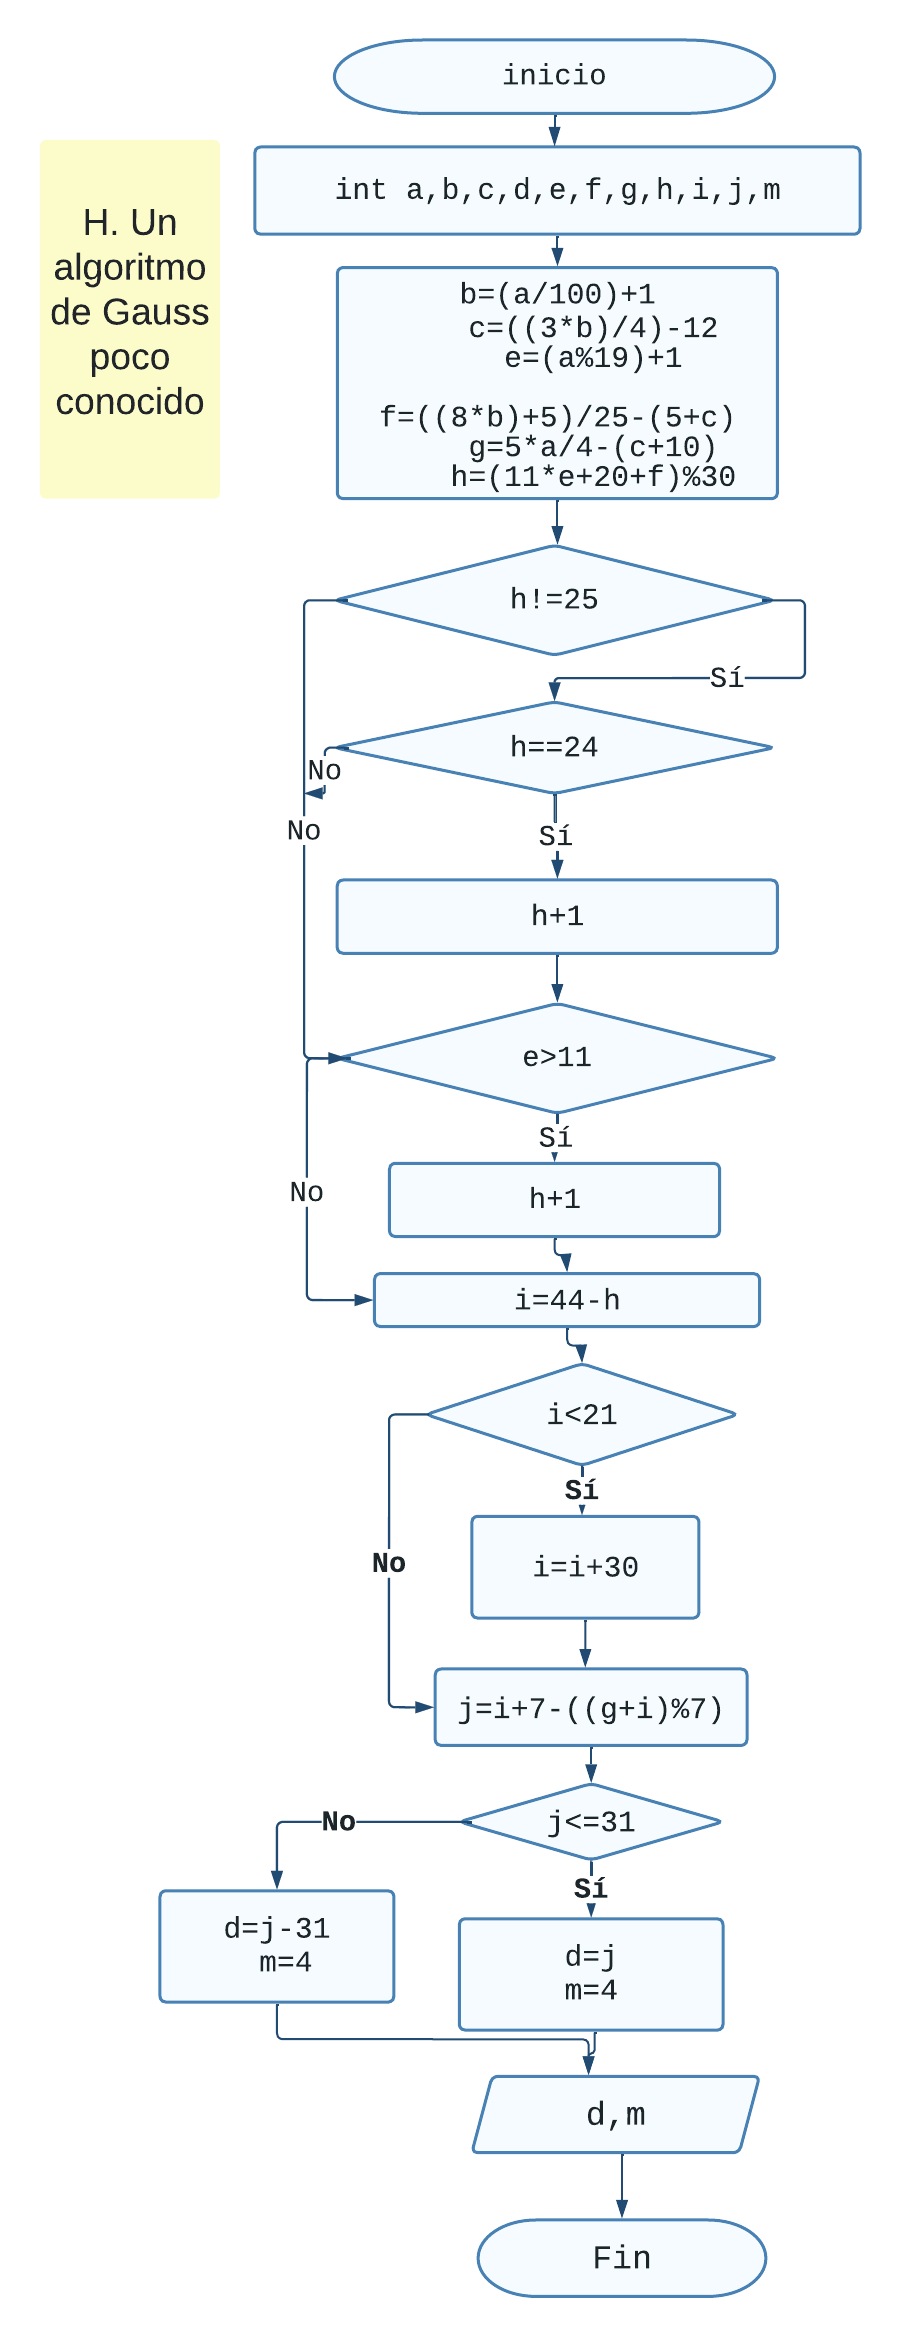 inicio
H. Un
algoritmo
de Gauss
poco
conocido
int a,b,c,d,e,f,g,h,i,j,m
b=(a/100)+1
c=((3*b)/4)-12
e=(a%19)+1
f=((8*b)+5)/25-(5+c)
g=5*a/4-(c+10)
h=(11*e+20+f)%30
h!=25
Sí
h==24
No
No
Sí
h+1
e>11
Sí
No
h+1
i=44-h
i<21
Sí
No
i=i+30
j=i+7-((g+i)%7)
j<=31
No
Sí
d=j-31
m=4
d=j
m=4
d,m
Fin